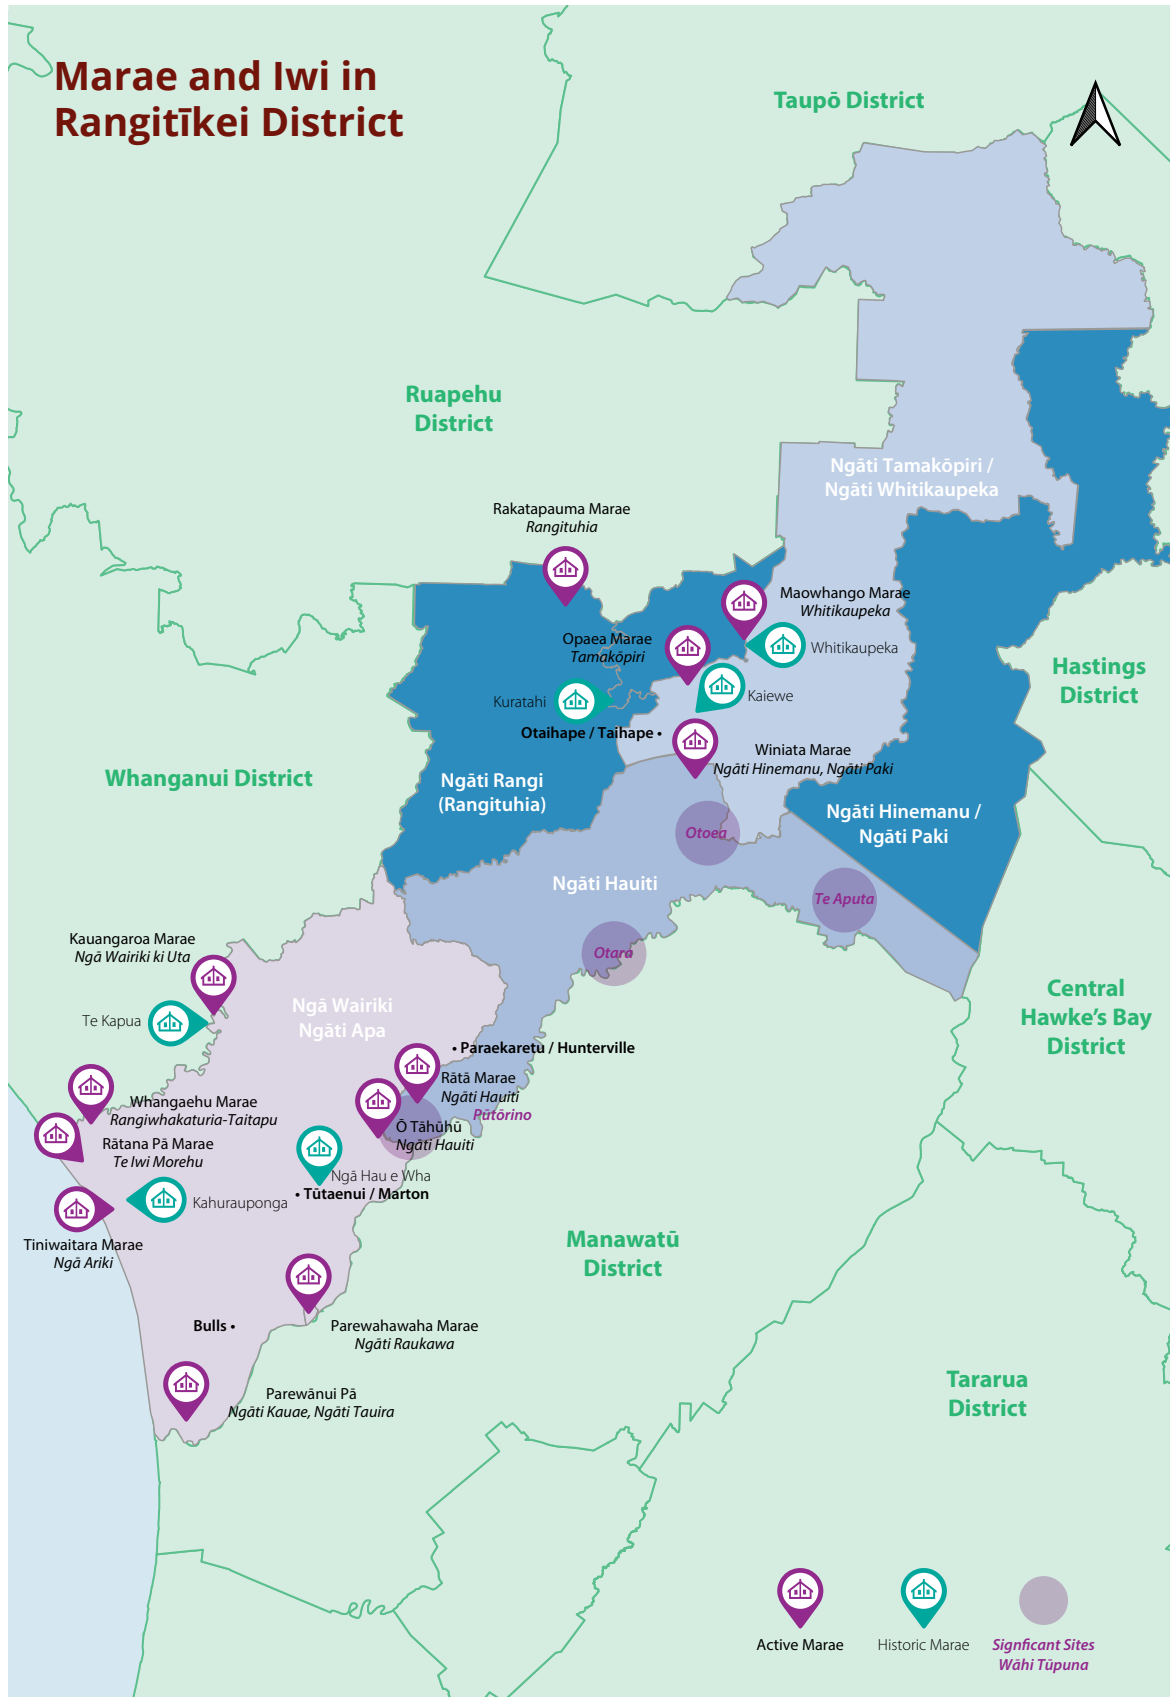 Marae and Iwi in
Rangitīkei District
Taupō District
Ruapehu
District
Ngāti Tamakōpiri /
Ngāti Whitikaupeka
Rakatapauma Marae
Rangituhia
Maowhango Marae
Whitikaupeka
Opaea Marae
Tamakōpiri
Whitikaupeka
Hastings
District
Kuratahi
Kaiewe
Otaihape / Taihape •
Winiata Marae
Ngāti Hinemanu, Ngāti Paki
Whanganui District
Ngāti Rangi
(Rangituhia)
Ngāti Hinemanu /
Ngāti Paki
Otoea
Ngāti Hauiti
Te Aputa
Kauangaroa Marae
Ngā Wairiki ki Uta
Otara
Ngā Wairiki
Ngāti Apa
Central
Hawke's Bay
District
Te Kapua
• Paraekaretu / Hunterville
Rātā Marae
Ngāti Hauiti
Pūtōrino
Whangaehu Marae
Rangiwhakaturia-Taitapu
Ō Tāhūhū
Ngāti Hauiti
Rātana Pā Marae
Te Iwi Morehu
Ngā Hau e Wha
• Tūtaenui / Marton
Kahurauponga
Tiniwaitara Marae
Ngā Ariki
Manawatū
District
Bulls •
Parewahawaha Marae
Ngāti Raukawa
Parewānui Pā
Ngāti Kauae, Ngāti Tauira
Tararua
District
Active Marae
Historic Marae
Signficant Sites
Wāhi Tūpuna